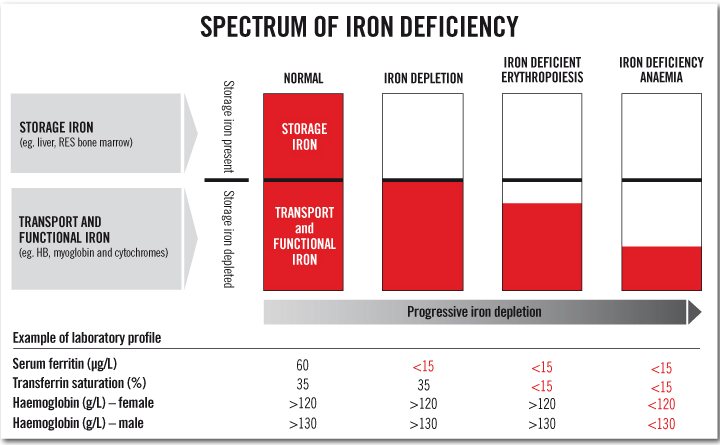 SPECTRUM OF IRON DEFICIENCY
NORMAL
IRON DEPLETION
IRON DEFICIENT
ERYTHROPOIESIS
IRON DEFICIENCY
ANAEMIA
STORAGE IRON
(eg. liver, RES bone marrow)
Storage iron present
STORAGE
IRON
TRANSPORT AND
FUNCTIONAL IRON
(eg. HB, myoglobin and cytochromes)
Storage iron depleted
TRANSPORT
and
FUNCTIONAL
IRON
Progressive iron depletion
Example of laboratory profile
Serum ferritin (µg/L) 60 <15 <15 <15
Transferrin saturation (%) 35 35 <15 <15
Haemoglobin (g/L) – female >120 >120 >120 <120
Haemoglobin (g/L) – male >130 >130 >130 <130